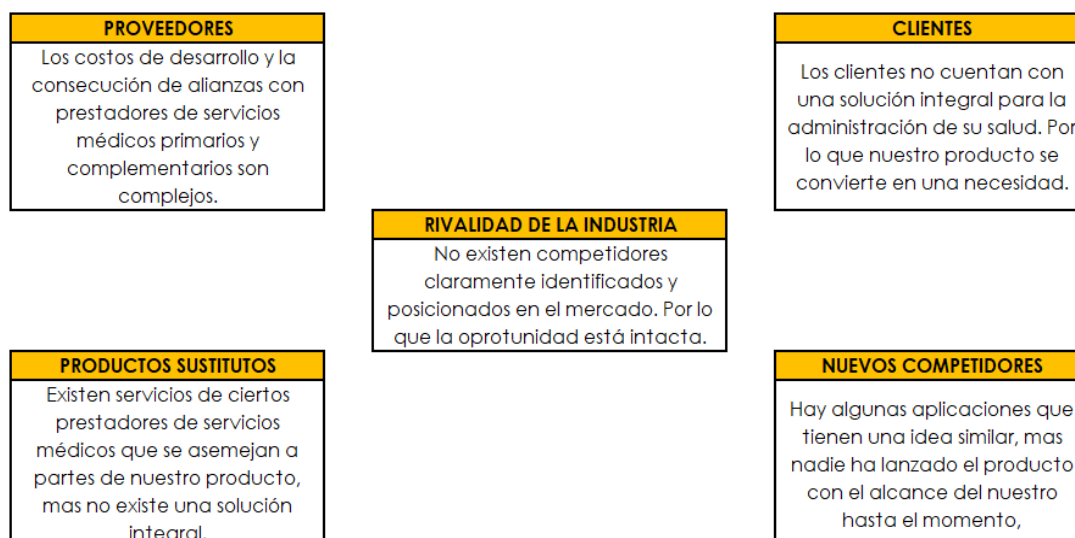 PROVEEDORES
Los costos de desarrollo y la
consecución de alianzas con
prestadores de servicios
médicos primarios y
complementarios son
complejos.
CLIENTES
Los clientes no cuentan con
una solución integral para la
administración de su salud. Por
lo que nuestro producto se
convierte en una necesidad.
RIVALIDAD DE LA INDUSTRIA
No existen competidores
claramente identificados y
posicionados en el mercado. Por lo
que la oprotunidad está intacta.
PRODUCTOS SUSTITUTOS
Existen servicios de ciertos
prestadores de servicios
médicos que se asemejan a
partes de nuestro producto,
mas no existe una solución
integral.
NUEVOS COMPETIDORES
Hay algunas aplicaciones que
tienen una idea similar, mas
nadie ha lanzado el producto
con el alcance del nuestro
hasta el momento,